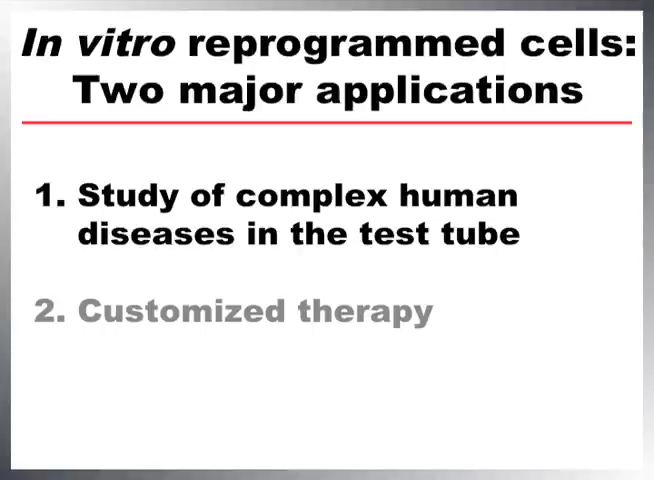 In vitro reprogrammed cells:
Two major applications
1. Study of complex human
diseases in the test tube
2. Customized therapy